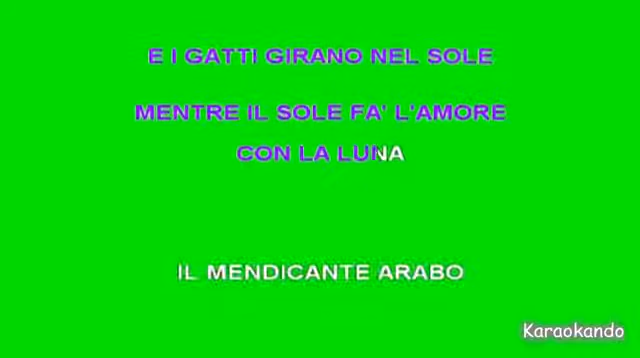 E I GATTI GIRANO NEL SOLE
MENTRE IL SOLE FA' L'AMORE
CON LA LUNA
IL MENDICANTE ARABO
Karaokando